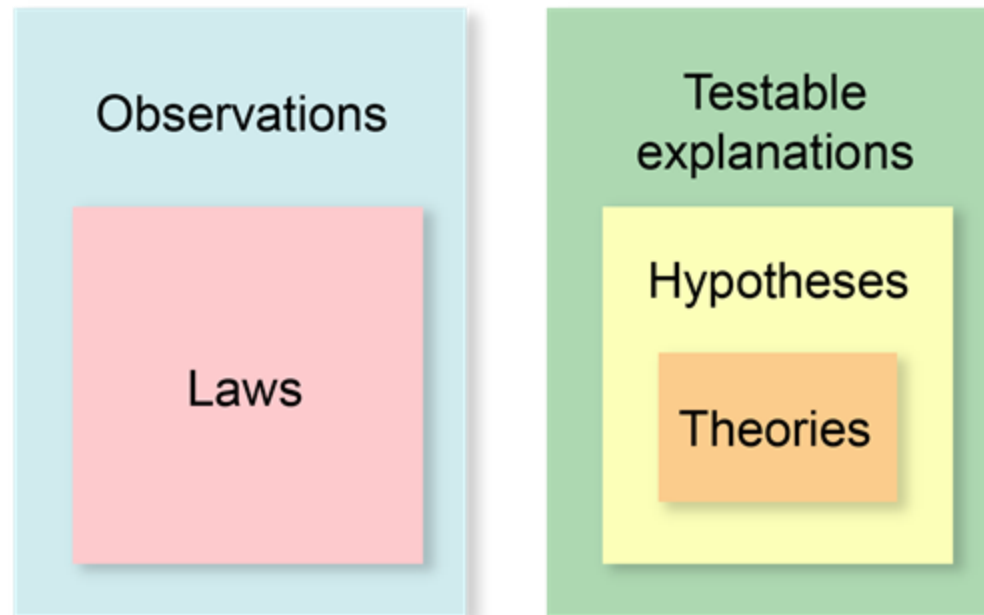 Observations
Laws
Testable
explanations
Hypotheses
Theories